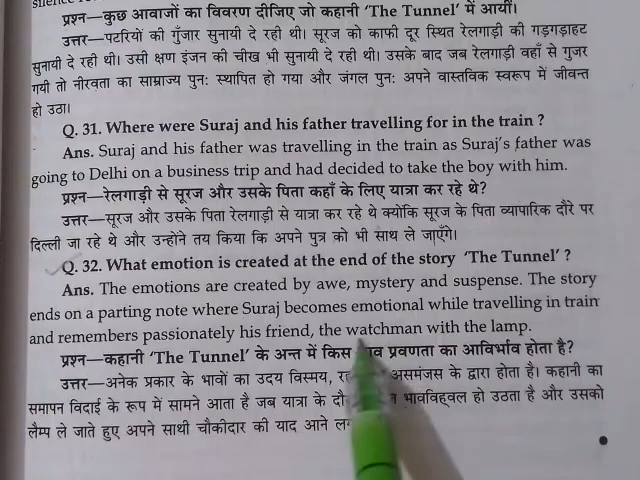 प्रश्न—कुछ आवाजों का विवरण दीजिए जो कहानी 'The Tunnel' में आयीं।
उत्तर—पटरियों की गुँजार सुनायी दे रही थी। सूरज को काफी दूर स्थित रेलगाड़ी की गड़गड़ाहट
सुनायी दे रही थी। उसी क्षण इंजन की चीख भी सुनायी दे रही थी। उसके बाद जब रेलगाड़ी वहाँ से गुजर
गयी तो नीरवता का साम्राज्य पुनः स्थापित हो गया और जंगल पुनः अपने वास्तविक स्वरूप में जीवन्त
हो उठा।
Q. 31. Where were Suraj and his father travelling for in the train ?
Ans. Suraj and his father was travelling in the train as Suraj's father was
going to Delhi on a business trip and had decided to take the boy with him.
प्रश्न—रेलगाड़ी से सूरज और उसके पिता कहाँ के लिए यात्रा कर रहे थे?
उत्तर—सूरज और उसके पिता रेलगाड़ी से यात्रा कर रहे थे क्योंकि सूरज के पिता व्यापारिक दौरे पर
दिल्ली जा रहे थे और उन्होंने तय किया कि अपने पुत्र को भी साथ ले जाएँगे।
Q. 32. What emotion is created at the end of the story 'The Tunnel' ?
Ans. The emotions are created by awe, mystery and suspense. The story
ends on a parting note where Suraj becomes emotional while travelling in train
and remembers passionately his friend, the watchman with the lamp.
प्रश्न—कहानी 'The Tunnel' के अन्त में किस प्रवणता का आविर्भाव होता है?
उत्तर—अनेक प्रकार के भावों का उदय विस्मय, असमंजस के द्वारा होता है। कहानी का
समापन विदाई के रूप में सामने आता है जब यात्रा के भावविह्वल हो उठता है और उसको
लैम्प ले जाते हुए अपने साथी चौकीदार की याद आने